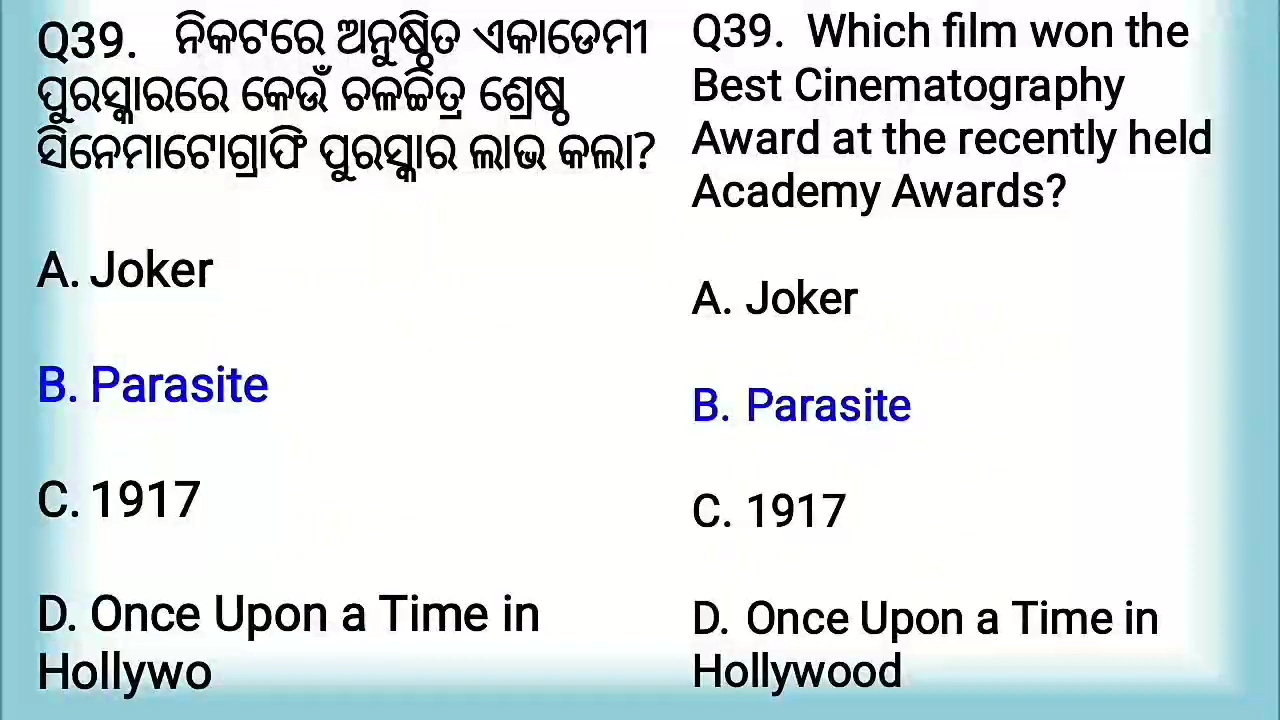 Q39. ନିକଟରେ ଅନୁଷ୍ଠିତ ଏକାଡେମୀ
ପୁରସ୍କାରରେ କେଉଁ ଚଳଚ୍ଚିତ୍ର ଶ୍ରେଷ୍ଠ
ସିନେମାଟୋଗ୍ରାଫି ପୁରସ୍କାର ଲାଭ କଲା?
A. Joker
B. Parasite
C. 1917
D. Once Upon a Time in
Hollywo
Q39. Which film won the
Best Cinematography
Award at the recently held
Academy Awards?
A. Joker
B. Parasite
C. 1917
D. Once Upon a Time in
Hollywood